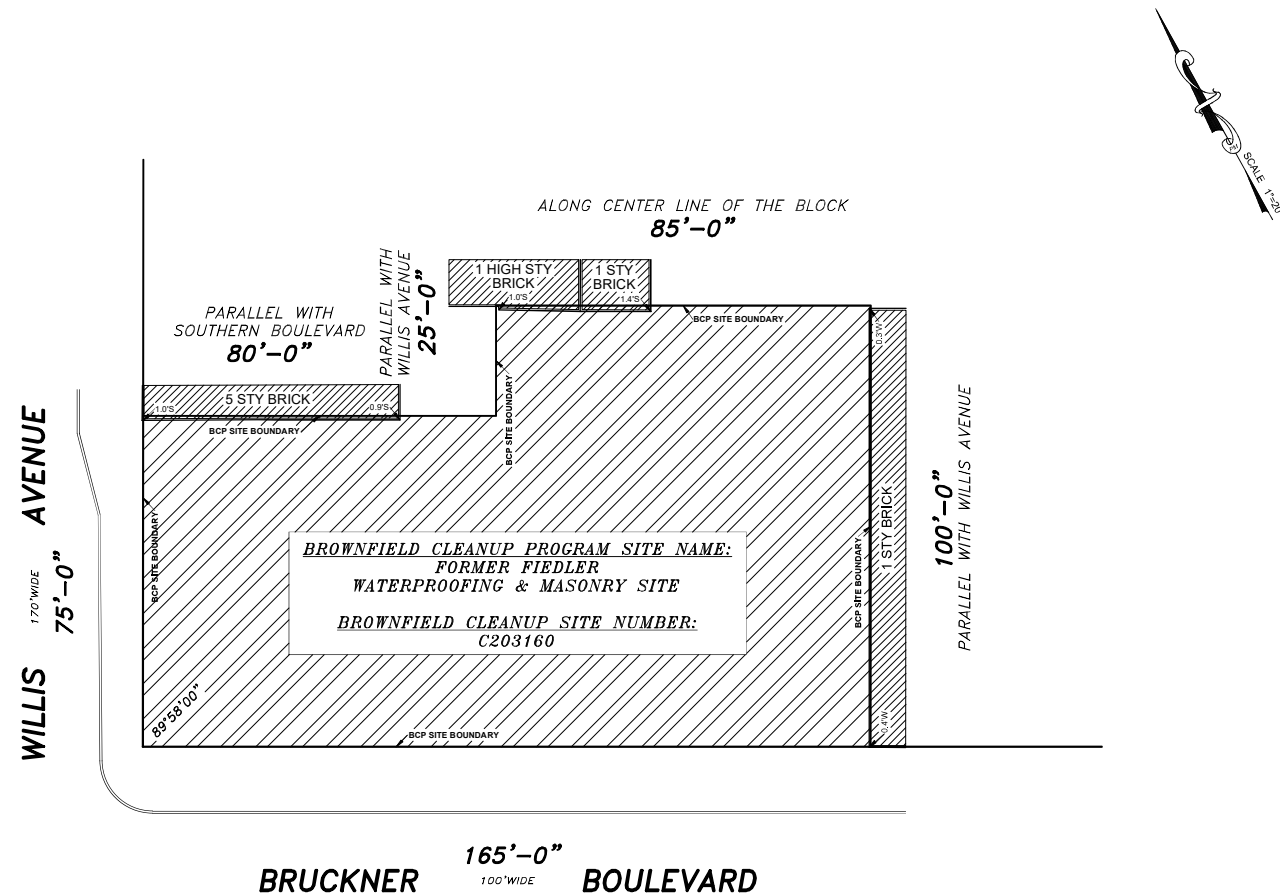 SCALE 1"=20
ALONG CENTER LINE OF THE BLOCK
85'-0"
PARALLEL WITH
WILLIS AVENUE
25'-0"
1 HIGH STY
BRICK
1.0'S
1 STY
BRICK
1.4'S
BCP SITE BOUNDARY
PARALLEL WITH
SOUTHERN BOULEVARD
80'-0"
5 STY BRICK
1.0'S
0.9'S
BCP SITE BOUNDARY
BCP SITE BOUNDARY
0.3'W
1 STY BRICK
BCP SITE BOUNDARY
0.4'W
100'-0"
PARALLEL WITH WILLIS AVENUE
WILLIS AVENUE
170'WIDE
75'-0"
BCP SITE BOUNDARY
BROWNFIELD CLEANUP PROGRAM SITE NAME:
FORMER FIEDLER
WATERPROOFING & MASONRY SITE
BROWNFIELD CLEANUP SITE NUMBER:
C203160
89°58'00"
BCP SITE BOUNDARY
165'-0"
BRUCKNER 100'WIDE BOULEVARD